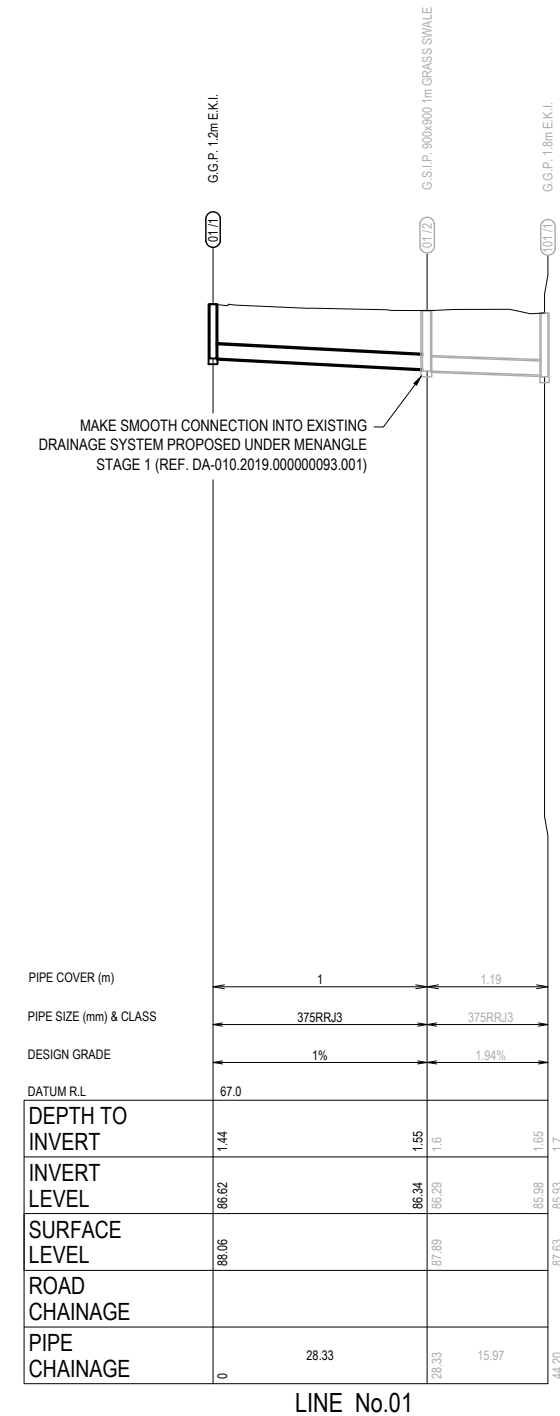 G.G.P. 1.2m E.K.I.
G.S.I.P. 900x900 1m GRASS SWALE
G.G.P. 1.8m E.K.I.
01 /1
01 /2
101 /1
MAKE SMOOTH CONNECTION INTO EXISTING
DRAINAGE SYSTEM PROPOSED UNDER MENANGLE
STAGE 1 (REF. DA-010.2019.000000093.001)
PIPE COVER (m) 1 1.19
PIPE SIZE (mm) & CLASS 375RRJ3 375RRJ3
DESIGN GRADE 1% 1.94%
DATUM R.L 67.0
DEPTH TO
INVERT 1.44 1.55 1.6 1.65 1.7
INVERT
LEVEL 86.62 86.34 86.29 85.98 85.93
SURFACE
LEVEL 88.06 87.89 87.63
ROAD
CHAINAGE
PIPE
CHAINAGE 0 28.33 28.33 15.97 44.20
LINE No.01